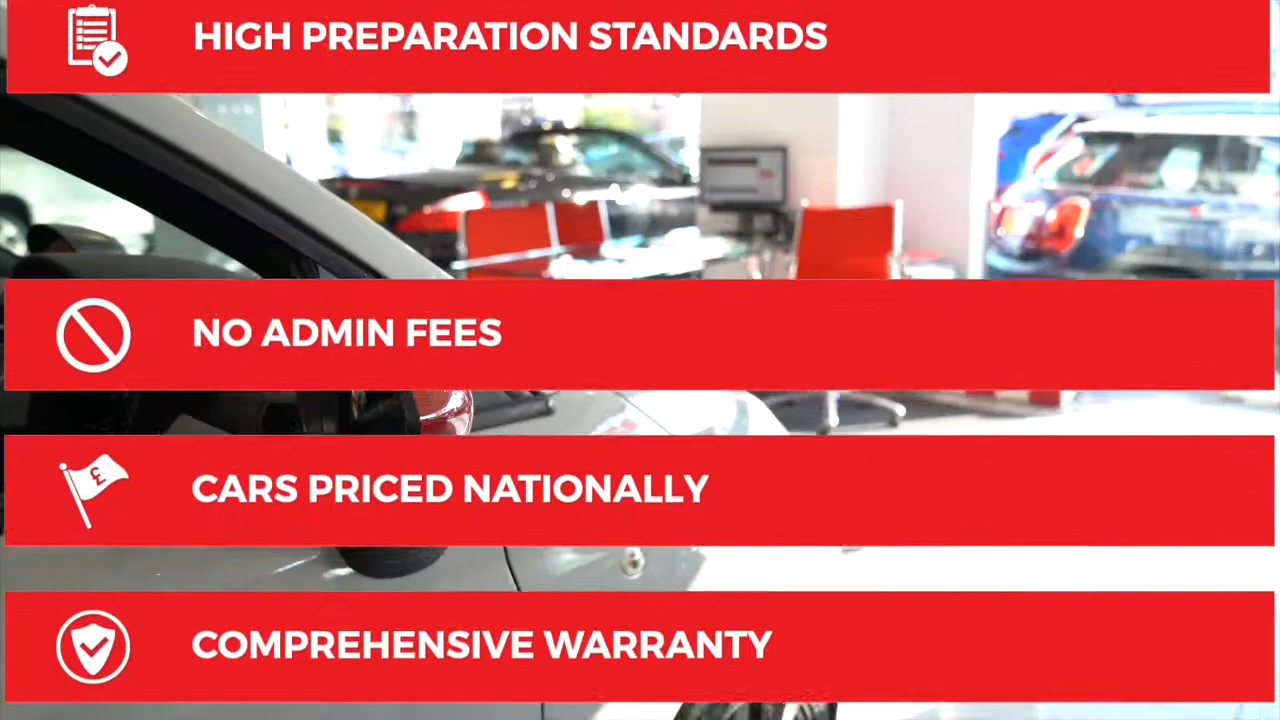 HIGH PREPARATION STANDARDS
NO ADMIN FEES
£
CARS PRICED NATIONALLY
COMPREHENSIVE WARRANTY